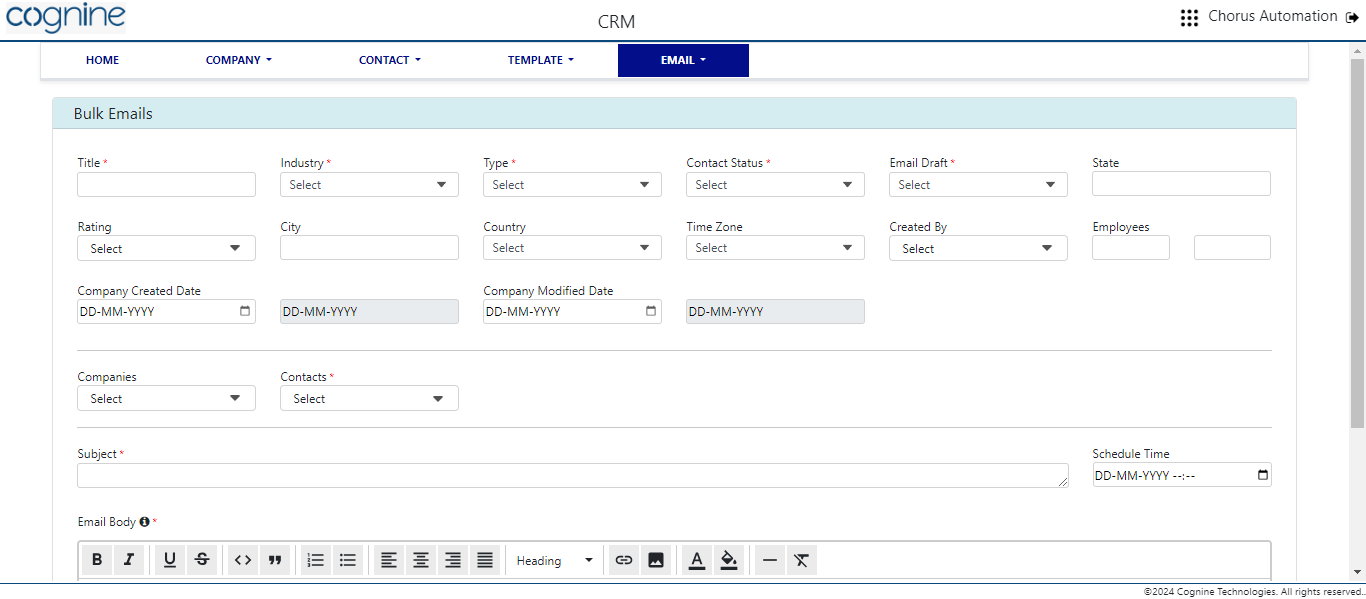 cognine
CRM
Chorus Automation
HOME COMPANY CONTACT TEMPLATE EMAIL
Bulk Emails
Title * Industry * Type * Contact Status * Email Draft * State
Select Select Select Select
Rating City Country Time Zone Created By Employees
Select Select Select Select
Company Created Date Company Modified Date
DD-MM-YYYY DD-MM-YYYY DD-MM-YYYY DD-MM-YYYY
Companies Contacts *
Select Select
Subject * Schedule Time
DD-MM-YYYY --:--
Email Body *
B I U S Heading A
©2024 Cognine Technologies. All rights reserved.